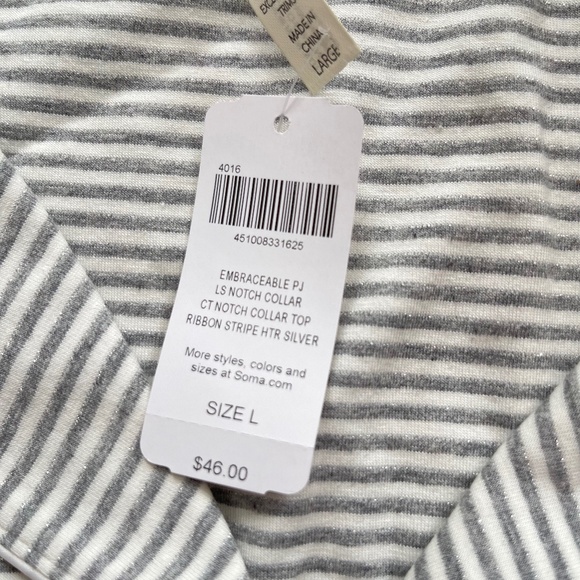 MADE IN
CHINA
LARGE
4016
451008331625
EMBRACEABLE PJ
LS NOTCH COLLAR
CT NOTCH COLLAR TOP
RIBBON STRIPE HTR SILVER
More styles, colors and
sizes at Soma.com
SIZE L
$46.00